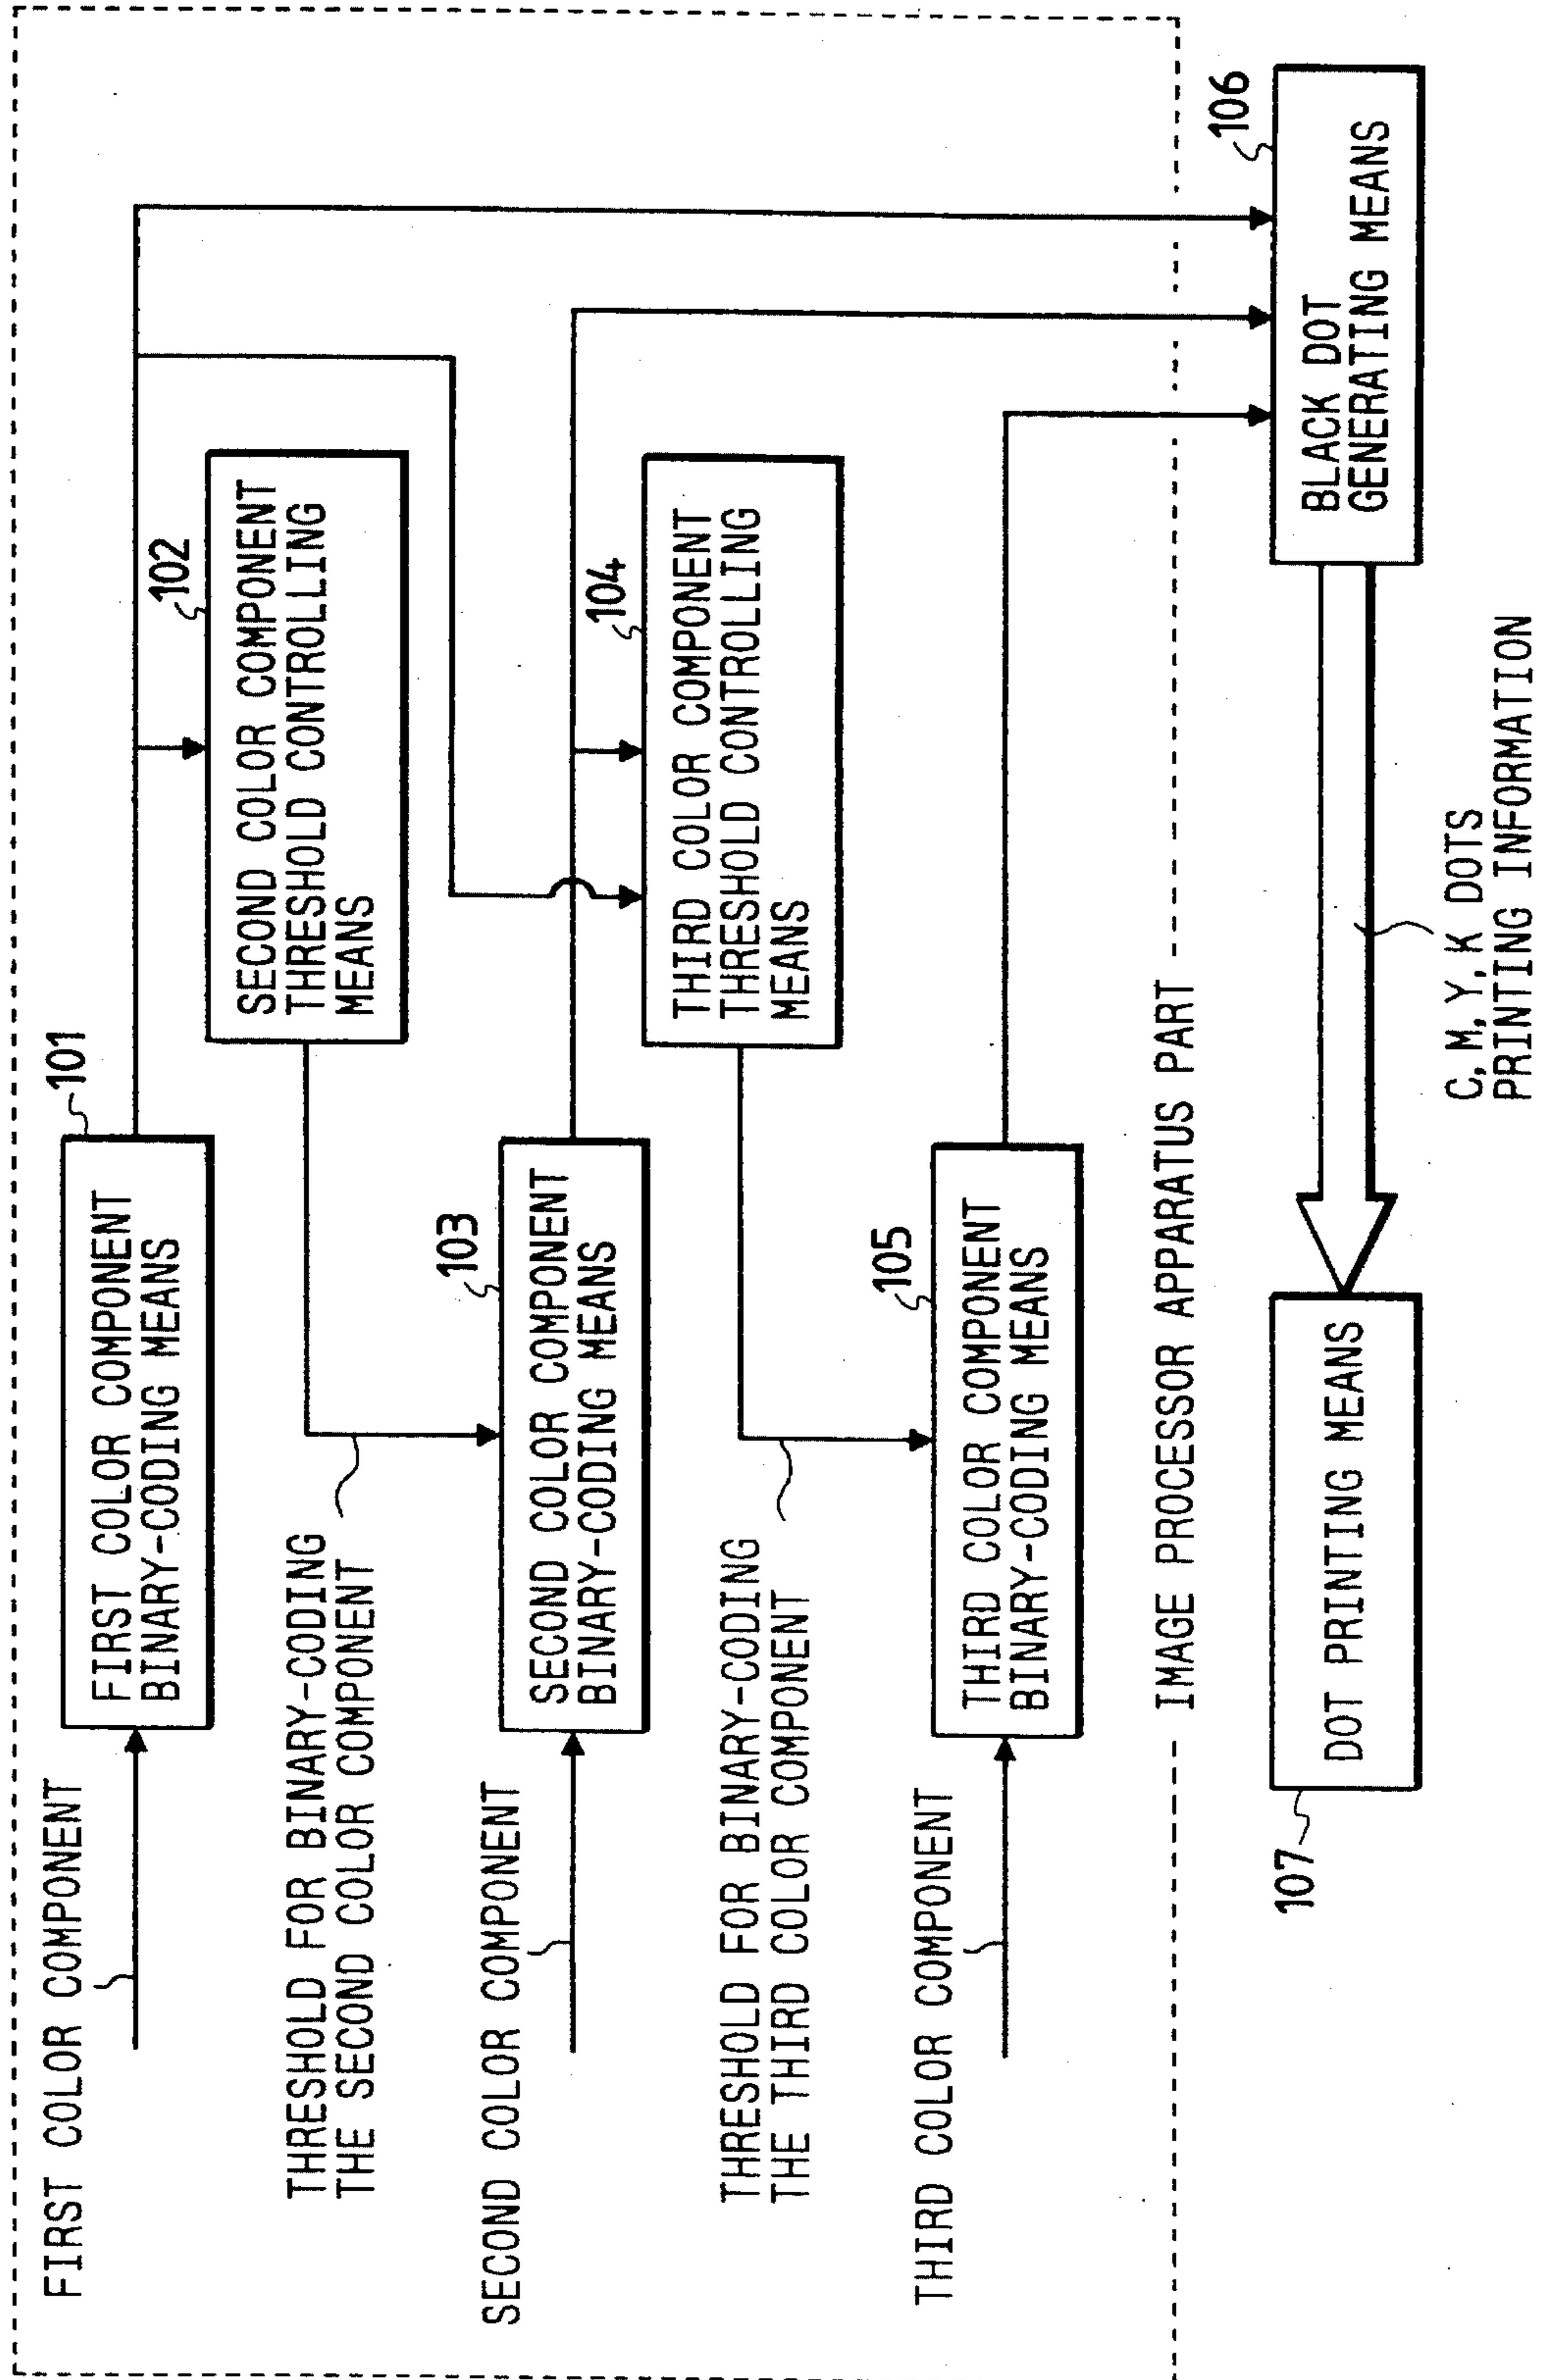 FIRST COLOR COMPONENT
101
FIRST COLOR COMPONENT
BINARY-CODING MEANS
102
SECOND COLOR COMPONENT
THRESHOLD CONTROLLING
MEANS
THRESHOLD FOR BINARY-CODING
THE SECOND COLOR COMPONENT
SECOND COLOR COMPONENT
103
SECOND COLOR COMPONENT
BINARY-CODING MEANS
104
THIRD COLOR COMPONENT
THRESHOLD CONTROLLING
MEANS
THRESHOLD FOR BINARY-CODING
THE THIRD COLOR COMPONENT
THIRD COLOR COMPONENT
105
THIRD COLOR COMPONENT
BINARY-CODING MEANS
IMAGE PROCESSOR APPARATUS PART
106
BLACK DOT
GENERATING MEANS
107
DOT PRINTING MEANS
C, M, Y, K DOTS
PRINTING INFORMATION